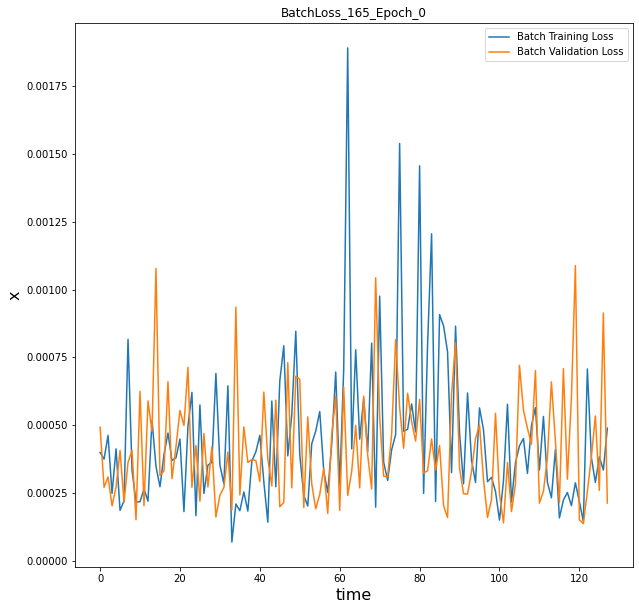 BatchLoss_165_Epoch_0
Batch Training Loss
Batch Validation Loss
0.00175
0.00150
0.00125
0.00100
0.00075
0.00050
0.00025
0.00000
x
0 20 40 60 80 100 120
time